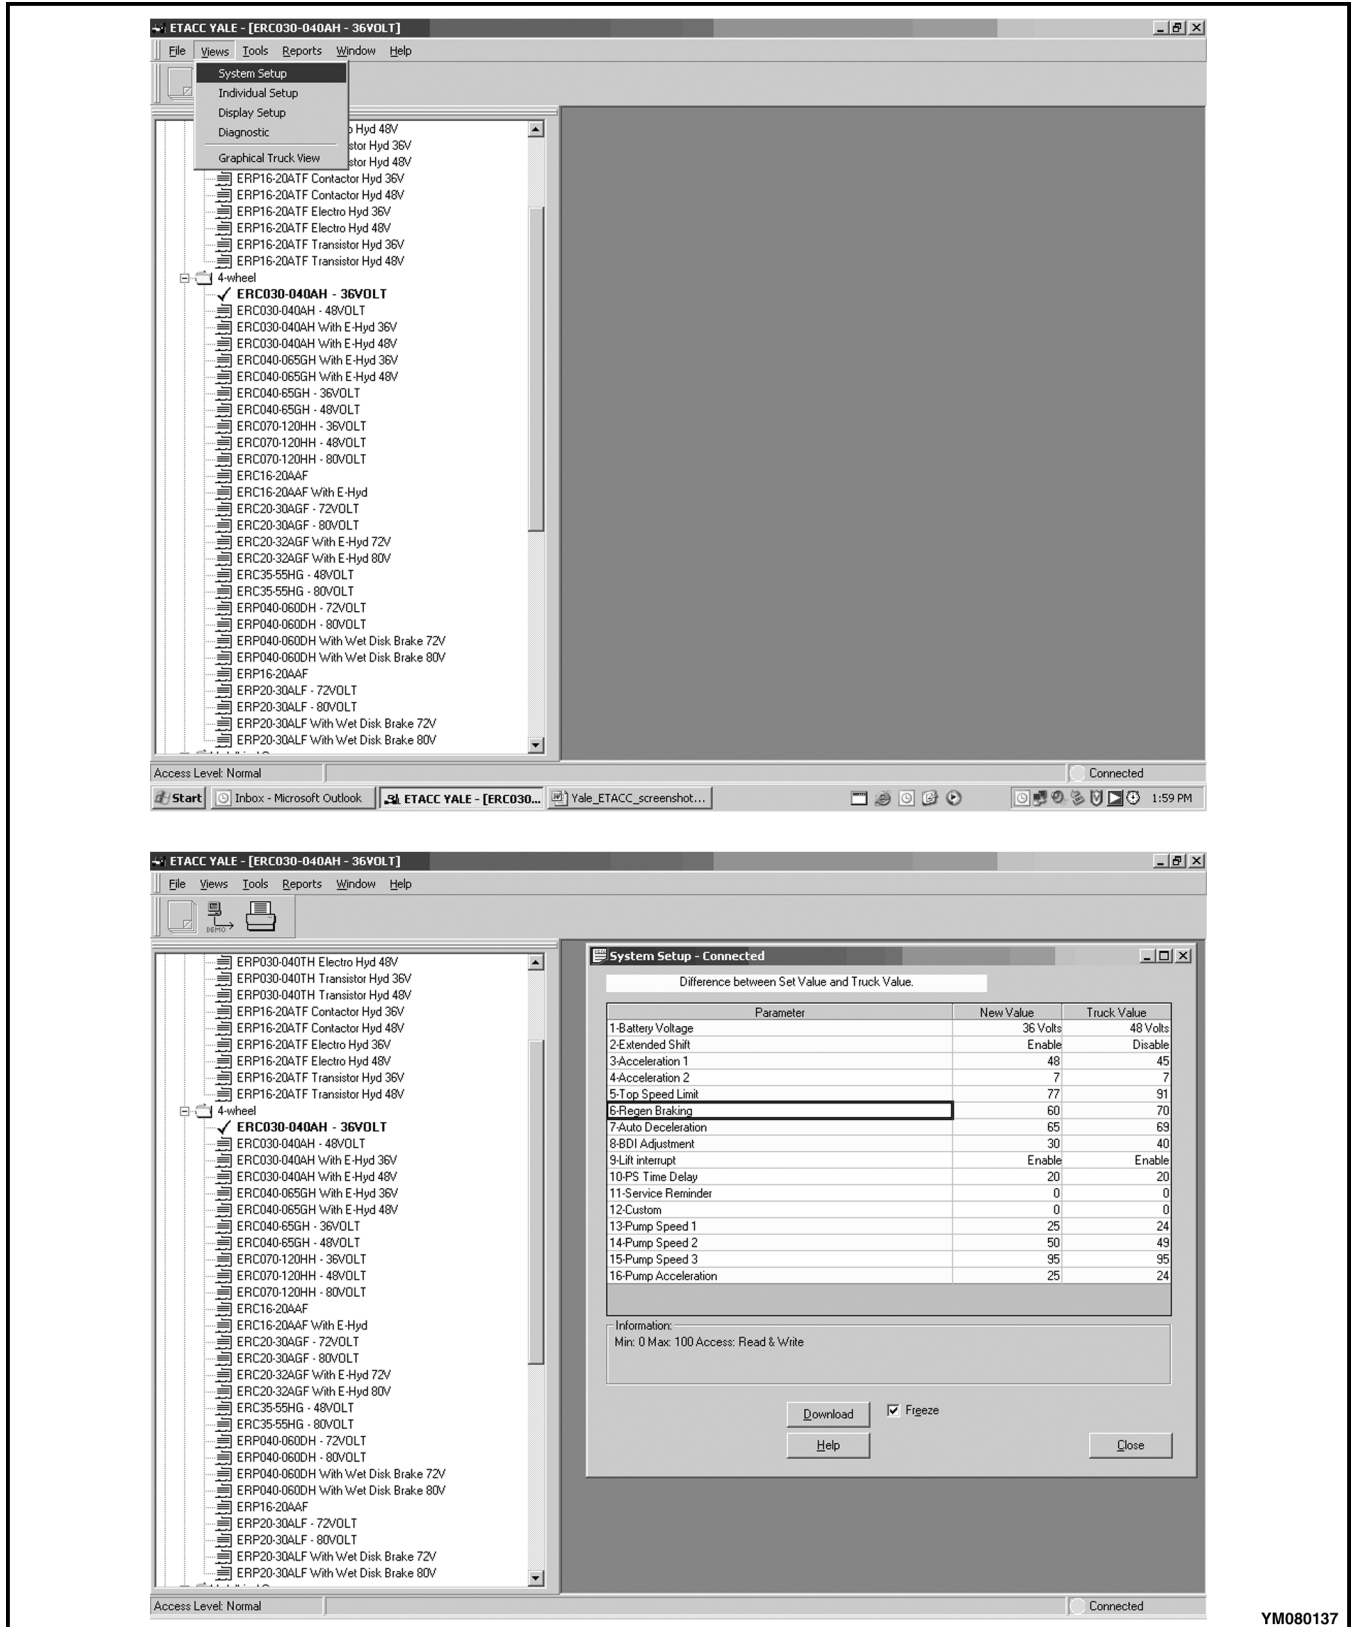 ETACC YALE - [ERC030-040AH - 36VOLT]
File Views Tools Reports Window Help
System Setup
Individual Setup
Display Setup
Diagnostic
Graphical Truck View
Hyd 48V
stor Hyd 36V
stor Hyd 48V
ERP16-20ATF Contactor Hyd 36V
ERP16-20ATF Contactor Hyd 48V
ERP16-20ATF Electro Hyd 36V
ERP16-20ATF Electro Hyd 48V
ERP16-20ATF Transistor Hyd 36V
ERP16-20ATF Transistor Hyd 48V
4-wheel
ERC030-040AH - 36VOLT
ERC030-040AH - 48VOLT
ERC030-040AH With E-Hyd 36V
ERC030-040AH With E-Hyd 48V
ERC040-065GH With E-Hyd 36V
ERC040-065GH With E-Hyd 48V
ERC040-65GH - 36VOLT
ERC040-65GH - 48VOLT
ERC070-120HH - 36VOLT
ERC070-120HH - 48VOLT
ERC070-120HH - 80VOLT
ERC16-20AAF
ERC16-20AAF With E-Hyd
ERC20-30AGF - 72VOLT
ERC20-30AGF - 80VOLT
ERC20-32AGF With E-Hyd 72V
ERC20-32AGF With E-Hyd 80V
ERC35-55HG - 48VOLT
ERC35-55HG - 80VOLT
ERP040-060DH - 72VOLT
ERP040-060DH - 80VOLT
ERP040-060DH With Wet Disk Brake 72V
ERP040-060DH With Wet Disk Brake 80V
ERP16-20AAF
ERP20-30ALF - 72VOLT
ERP20-30ALF - 80VOLT
ERP20-30ALF With Wet Disk Brake 72V
ERP20-30ALF With Wet Disk Brake 80V
Access Level: Normal Connected
Start Inbox - Microsoft Outlook ETACC YALE - [ERC030... Yale_ETACC_screenshot... 1:59 PM
ETACC YALE - [ERC030-040AH - 36VOLT]
File Views Tools Reports Window Help
DEMO
ERP030-040TH Electro Hyd 48V
ERP030-040TH Transistor Hyd 36V
ERP030-040TH Transistor Hyd 48V
ERP16-20ATF Contactor Hyd 36V
ERP16-20ATF Contactor Hyd 48V
ERP16-20ATF Electro Hyd 36V
ERP16-20ATF Electro Hyd 48V
ERP16-20ATF Transistor Hyd 36V
ERP16-20ATF Transistor Hyd 48V
4-wheel
ERC030-040AH - 36VOLT
ERC030-040AH - 48VOLT
ERC030-040AH With E-Hyd 36V
ERC030-040AH With E-Hyd 48V
ERC040-065GH With E-Hyd 36V
ERC040-065GH With E-Hyd 48V
ERC040-65GH - 36VOLT
ERC040-65GH - 48VOLT
ERC070-120HH - 36VOLT
ERC070-120HH - 48VOLT
ERC070-120HH - 80VOLT
ERC16-20AAF
ERC16-20AAF With E-Hyd
ERC20-30AGF - 72VOLT
ERC20-30AGF - 80VOLT
ERC20-32AGF With E-Hyd 72V
ERC20-32AGF With E-Hyd 80V
ERC35-55HG - 48VOLT
ERC35-55HG - 80VOLT
ERP040-060DH - 72VOLT
ERP040-060DH - 80VOLT
ERP040-060DH With Wet Disk Brake 72V
ERP040-060DH With Wet Disk Brake 80V
ERP16-20AAF
ERP20-30ALF - 72VOLT
ERP20-30ALF - 80VOLT
ERP20-30ALF With Wet Disk Brake 72V
ERP20-30ALF With Wet Disk Brake 80V
System Setup - Connected
Difference between Set Value and Truck Value.
Parameter New Value Truck Value
1-Battery Voltage 36 Volts 48 Volts
2-Extended Shift Enable Disable
3-Acceleration 1 48 45
4-Acceleration 2 7 7
5-Top Speed Limit 77 91
6-Regen Braking 60 70
7-Auto Deceleration 65 69
8-BDI Adjustment 30 40
9-Lift interrupt Enable Enable
10-PS Time Delay 20 20
11-Service Reminder 0 0
12-Custom 0 0
13-Pump Speed 1 25 24
14-Pump Speed 2 50 49
15-Pump Speed 3 95 95
16-Pump Acceleration 25 24
Information:
Min: 0 Max: 100 Access: Read & Write
Download Freeze
Help Close
Access Level: Normal Connected
YM080137